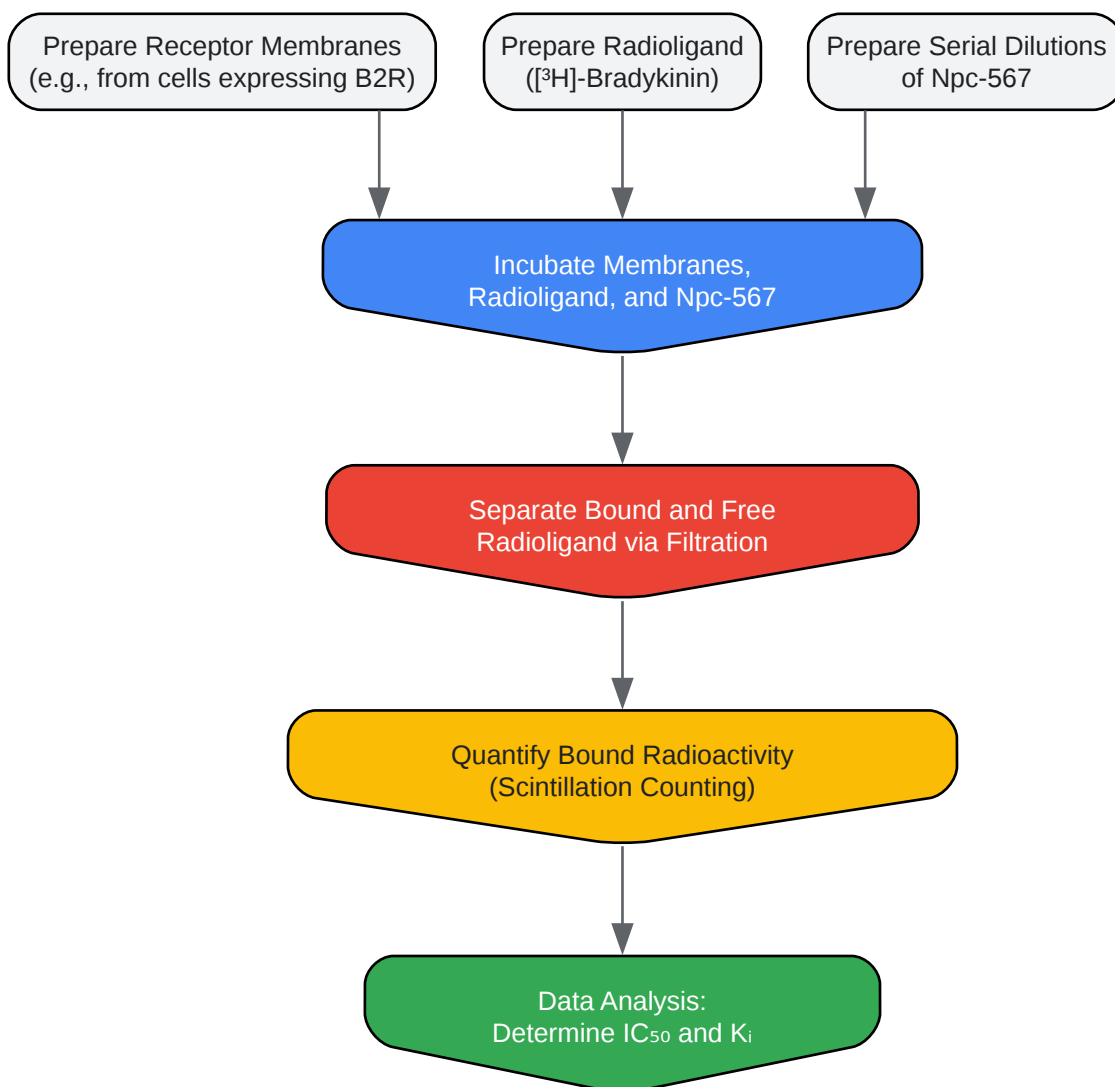 Prepare Receptor Membranes
(e.g., from cells expressing B2R)
Prepare Radioligand
([³H]-Bradykinin)
Prepare Serial Dilutions
of Npc-567
Incubate Membranes,
Radioligand, and Npc-567
Separate Bound and Free
Radioligand via Filtration
Quantify Bound Radioactivity
(Scintillation Counting)
Data Analysis:
Determine IC₅₀ and Kᵢ